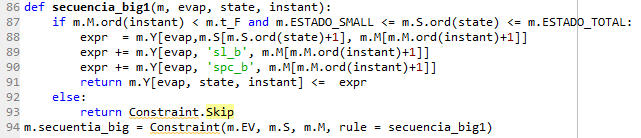 86 def secuencia_big1(m, evap, state, instant):
87     if m.M.ord(instant) < m.t_F and m.ESTADO_SMALL <= m.S.ord(state) <= m.ESTADO_TOTAL:
88         expr  = m.Y[evap,m.S[m.S.ord(state)+1], m.M[m.M.ord(instant)+1]]
89         expr += m.Y[evap, 'sl_b', m.M[m.M.ord(instant)+1]]
90         expr += m.Y[evap, 'spc_b', m.M[m.M.ord(instant)+1]]
91         return m.Y[evap, state, instant] <=  expr
92     else:
93         return Constraint.Skip
94 m.secuentia_big = Constraint(m.EV, m.S, m.M, rule = secuencia_big1)